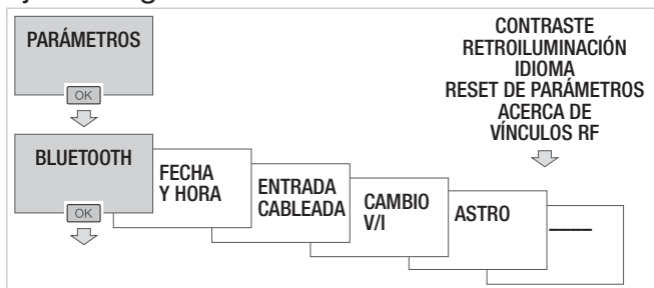 PARÁMETROS
OK
BLUETOOTH
OK
FECHA
Y HORA
ENTRADA
CABLEADA
CAMBIO
V/I
ASTRO
CONTRASTE
RETROILUMINACIÓN
IDIOMA
RESET DE PARÁMETROS
ACERCA DE
VÍNCULOS RF